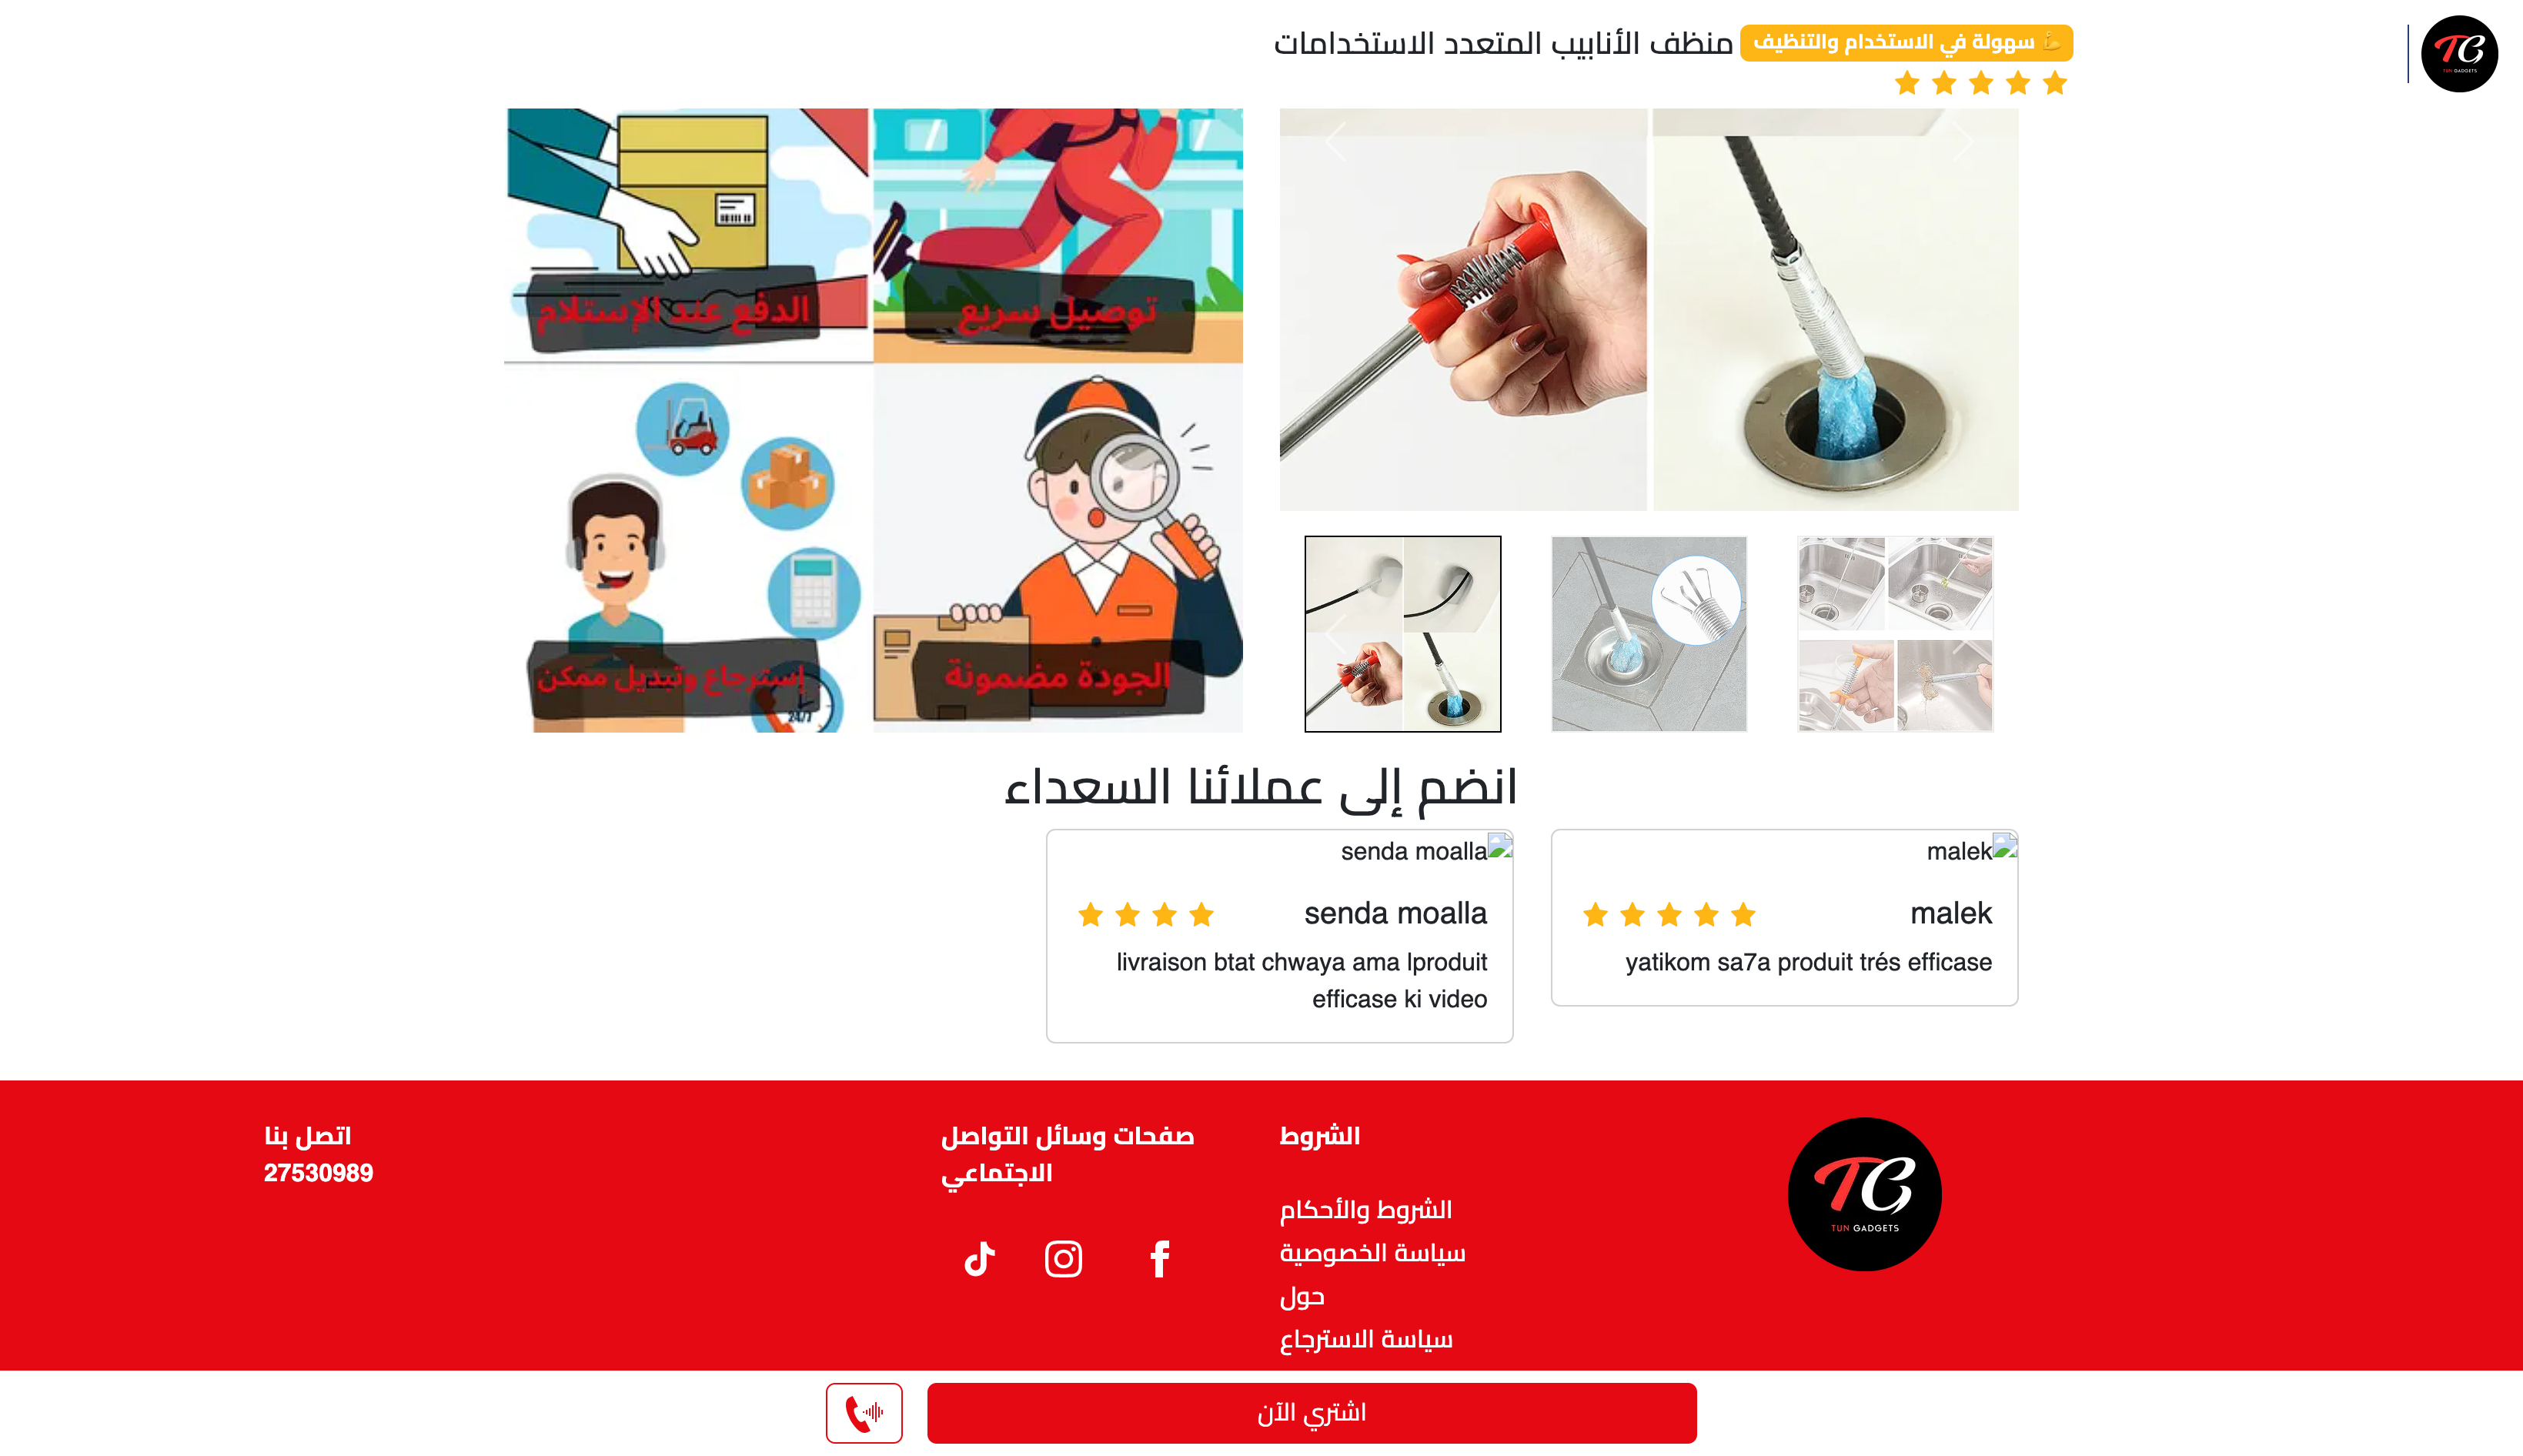 TG
TUN GADGETS
💪 سهولة في الاستخدام والتنظيف
منظف الأنابيب المتعدد الاستخدامات
توصيل سريع
الدفع عند الإستلام
الجودة مضمونة
إسترجاع وتبديل ممكن
24/7
انضم إلى عملائنا السعداء
malek
malek
yatikom sa7a produit trés efficase
senda moalla
senda moalla
livraison btat chwaya ama lproduit
efficase ki video
TG
TUN GADGETS
الشروط
الشروط والأحكام
سياسة الخصوصية
حول
سياسة الاسترجاع
صفحات وسائل التواصل
الاجتماعي
اتصل بنا
27530989
اشتري الآن